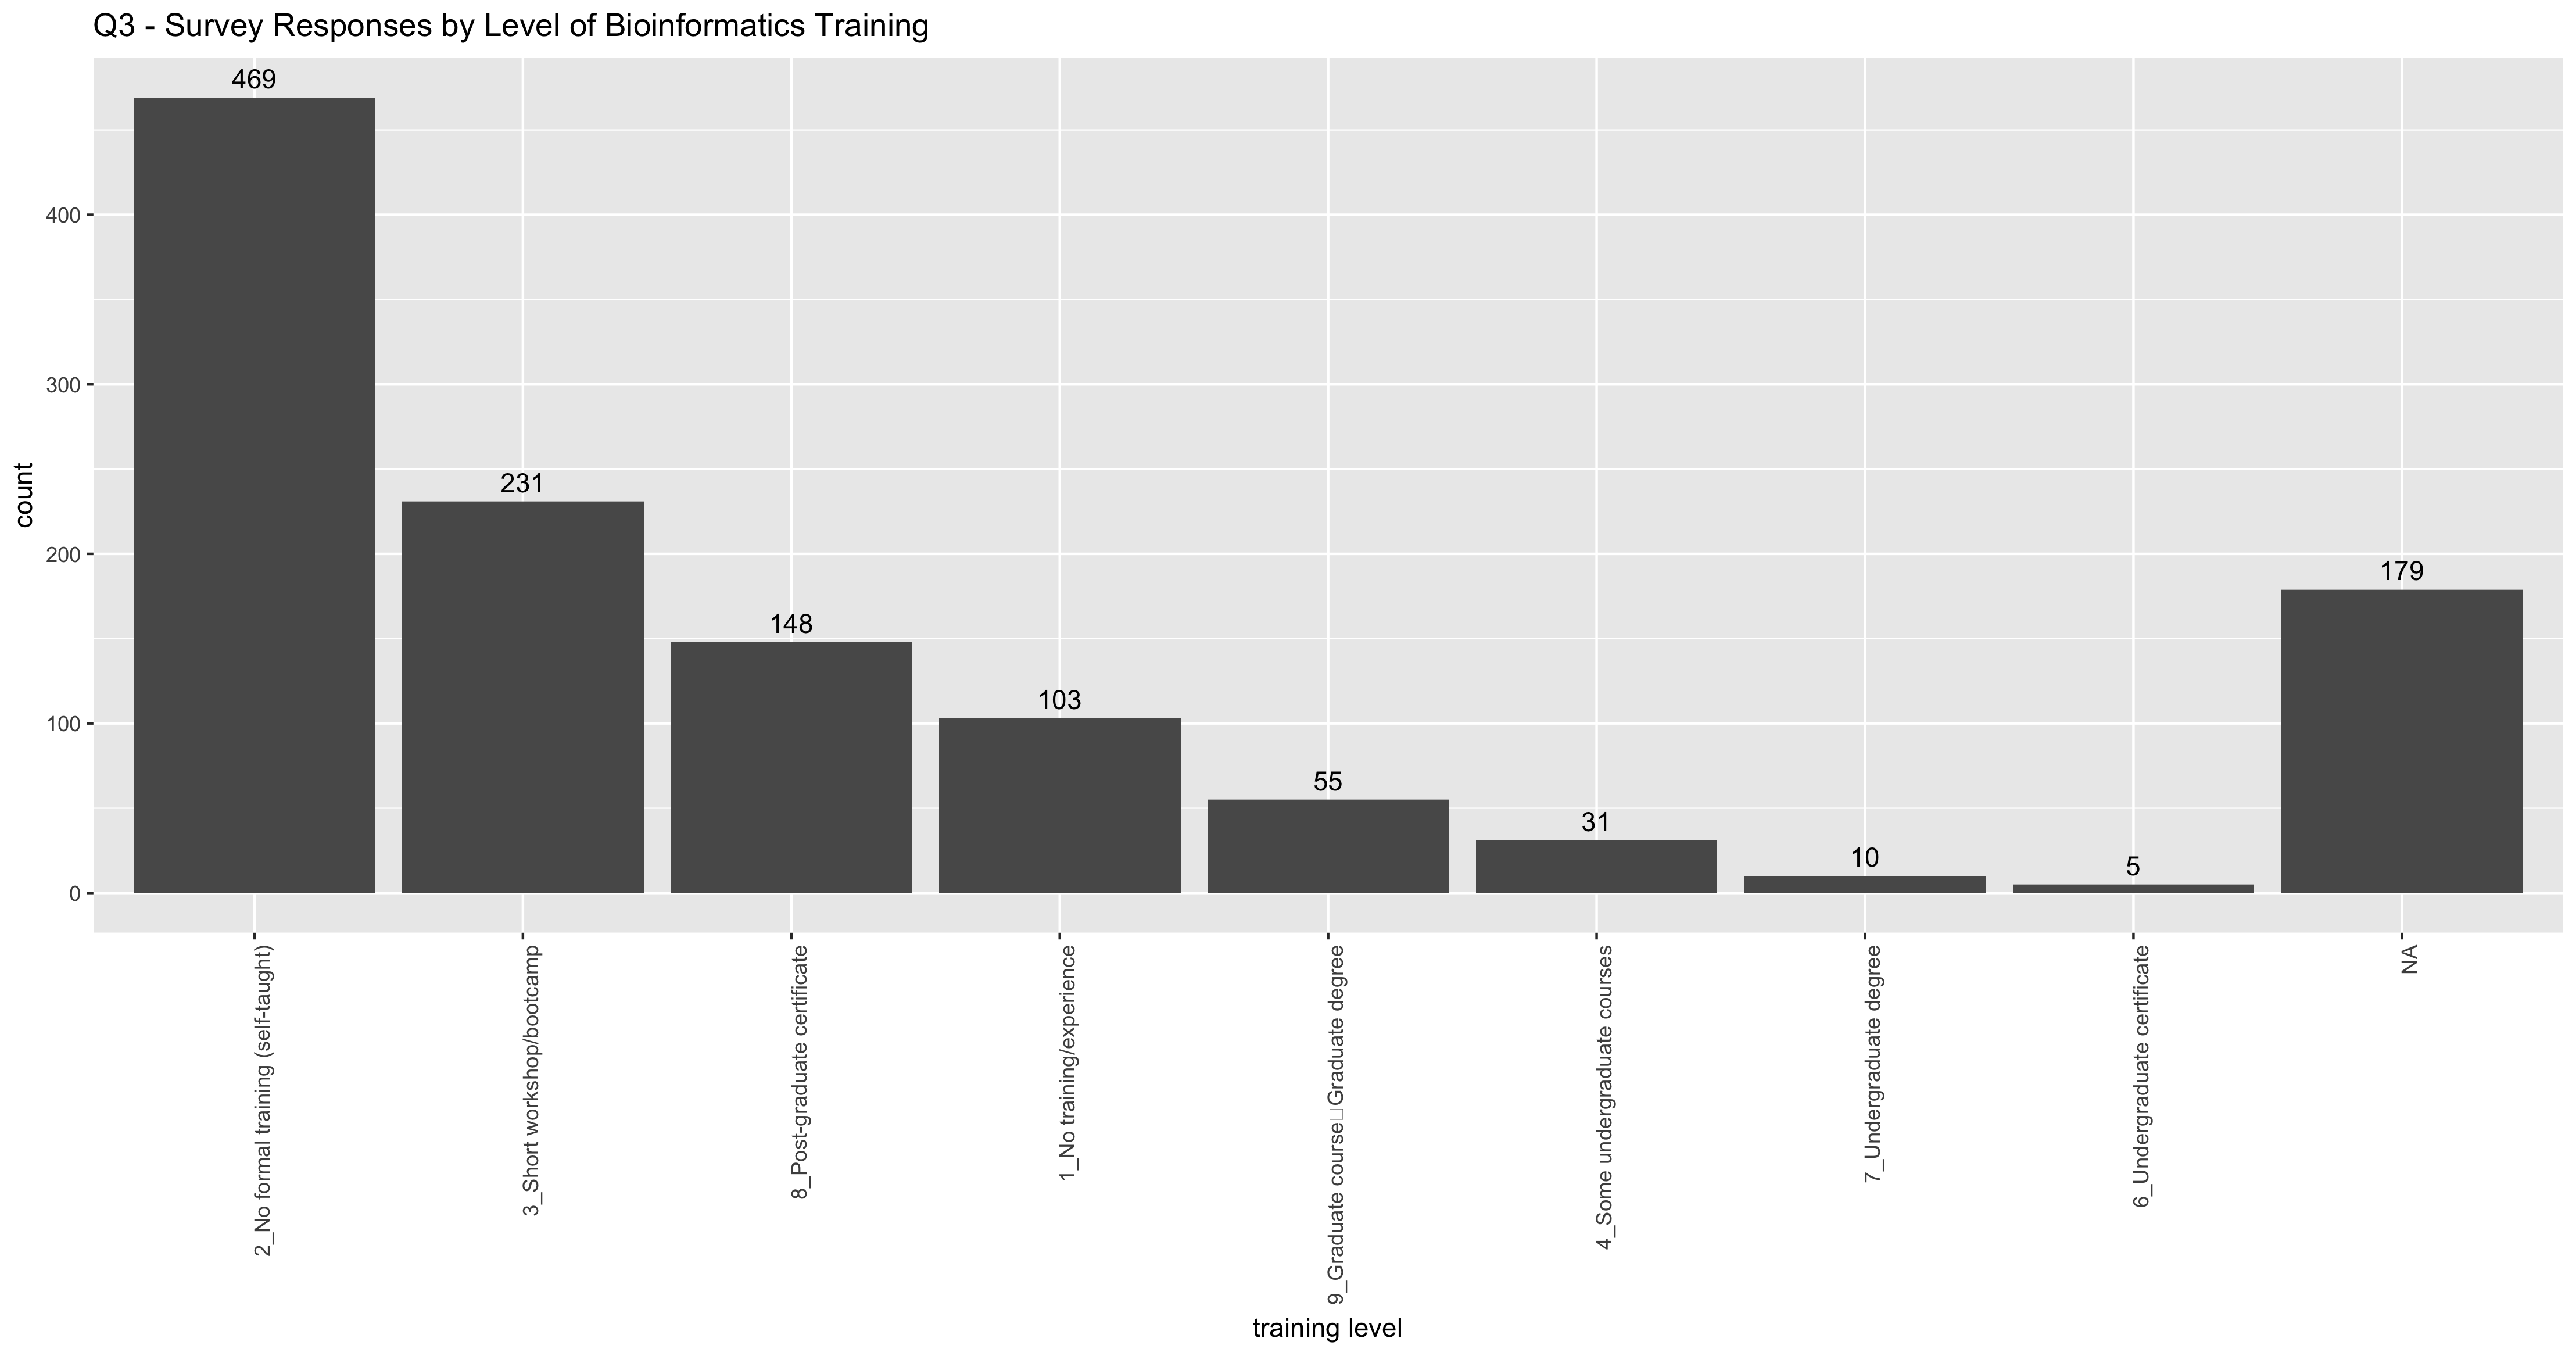 Q3 - Survey Responses by Level of Bioinformatics Training
count
400
300
200
100
0
469
231
148
103
55
31
10
5
179
2_No formal training (self-taught)
3_Short workshop/bootcamp
8_Post-graduate certificate
1_No training/experience
9_Graduate course□Graduate degree
4_Some undergraduate courses
7_Undergraduate degree
6_Undergraduate certificate
NA
training level